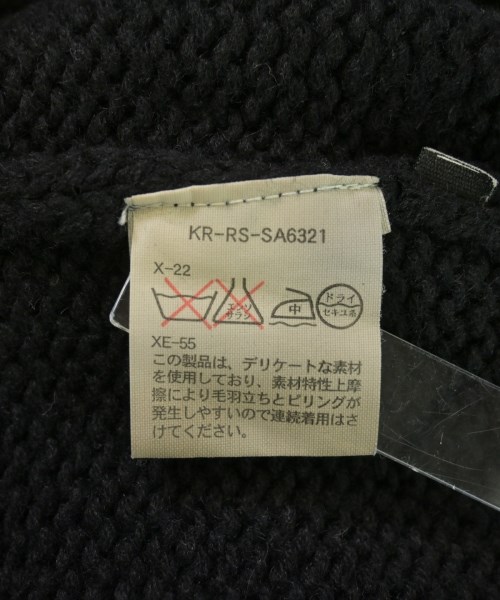 KR-RS-SA6321
X-22
エンソ
サラシ
中
ドライ
セキユ系
XE-55
この製品は、デリケートな素材
を使用しており、素材特性上摩
擦により毛羽立ちとピリングが
発生しやすいので連続着用はさ
けてください。